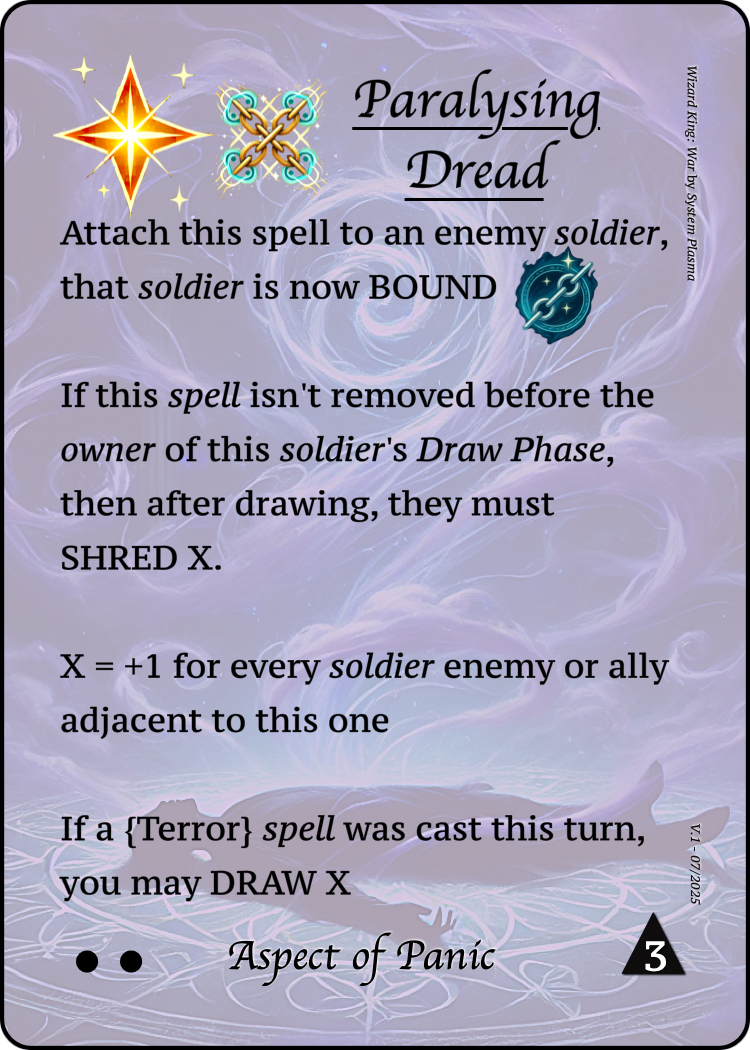 Paralysing
Dread
Wizard King: War by System Plasma
Attach this spell to an enemy soldier,
that soldier is now BOUND
If this spell isn't removed before the
owner of this soldier's Draw Phase,
then after drawing, they must
SHRED X.
X = +1 for every soldier enemy or ally
adjacent to this one
If a {Terror} spell was cast this turn,
you may DRAW X
V.1 - 07/2025
Aspect of Panic
3